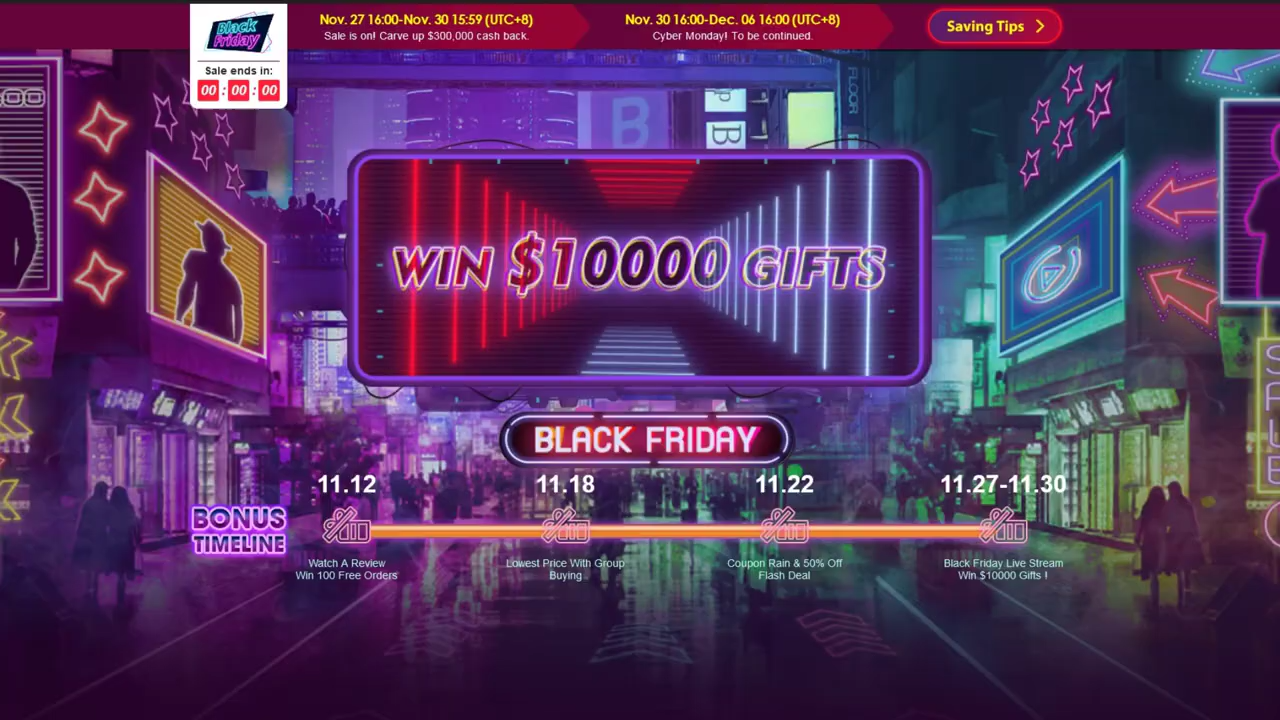 Black Friday
Sale ends in:
00 : 00 : 00
Nov. 27 16:00-Nov. 30 15:59 (UTC+8)
Sale is on! Carve up $300,000 cash back.
Nov. 30 16:00-Dec. 06 16:00 (UTC+8)
Cyber Monday! To be continued.
Saving Tips
FLOOR
B
P
B
WIN $10000 GIFTS
SALE
BLACK FRIDAY
BONUS
TIMELINE
11.12
Watch A Review
Win 100 Free Orders
11.18
Lowest Price With Group
Buying
11.22
Coupon Rain & 50% Off
Flash Deal
11.27-11.30
Black Friday Live Stream
Win $10000 Gifts !